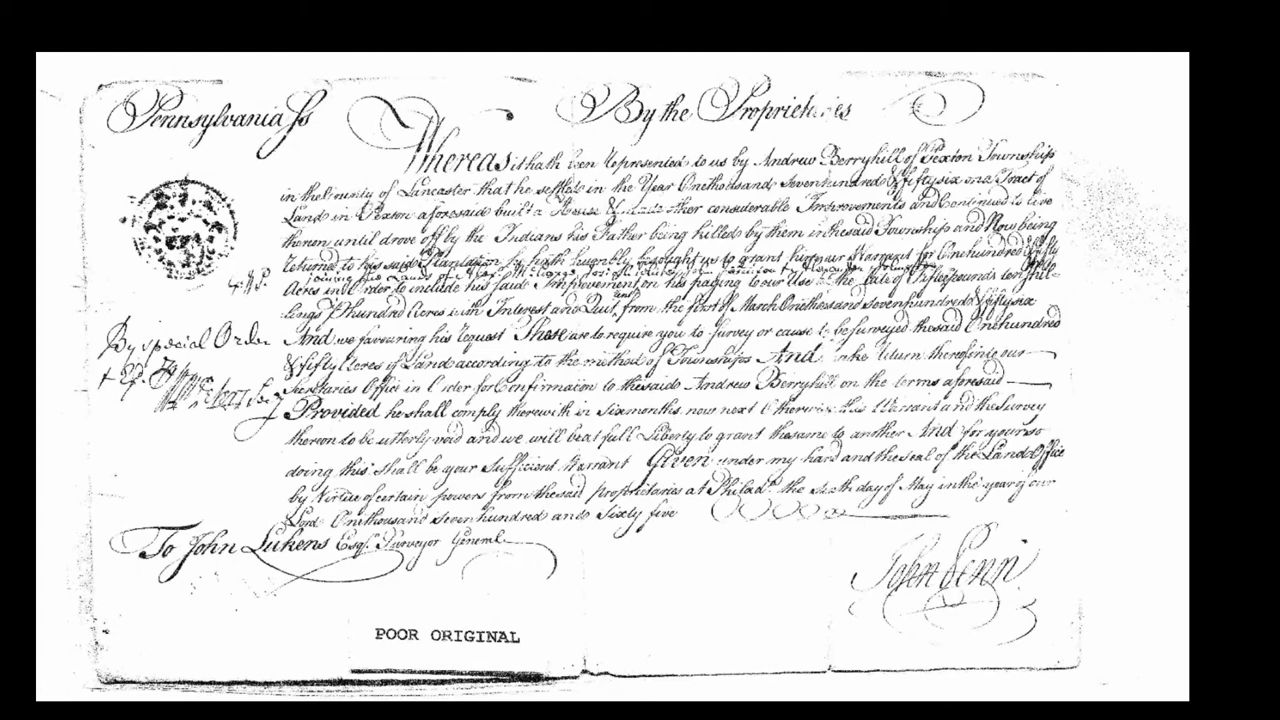 Pennsylvania Ss By the Proprietaries
Whereas it hath been represented to us by Andrew Berryhill of Pexton Township
in the County of Lancaster that he settled in the Year One thousand Seven hundred & fifty six on a Tract of
Land in Pexton aforesaid built a House & made other considerable Improvements and Continued to live
thereon until drove off by the Indians his Father being killed by them in the said Township and Now being
returned to his said Plantation he hath humbly besought us to grant him our Warrant for One hundred & fifty
joining the Lands of
Acres in Order to include his said Improvement on his paying to our Use the rate of Fifteen pounds ten Shil-
lings P hundred Acres with Interest and Quit rent from the first of March One thousand seven hundred & fifty six
And we favouring his request These are to require you to survey or cause to be surveyed the said One hundred
& fifty Acres of Land according to the method of Townships And make return thereof into our
Secretaries Office in Order for Confirmation to the said Andrew Berryhill on the terms aforesaid
Provided he shall comply therewith in six months now next Otherwise this Warrant and the Survey
thereon to be utterly void and we will be at full Liberty to grant the same to another And for your so
doing this shall be your Sufficient Warrant Given under my hand and the seal of the Land Office
by Virtue of certain powers from the said proprietaries at Philada. the sixth day of May in the year of our
Lord One thousand seven hundred and Sixty five
By special Order
To John Lukens Esqr. Surveyor General
John Penn
POOR ORIGINAL